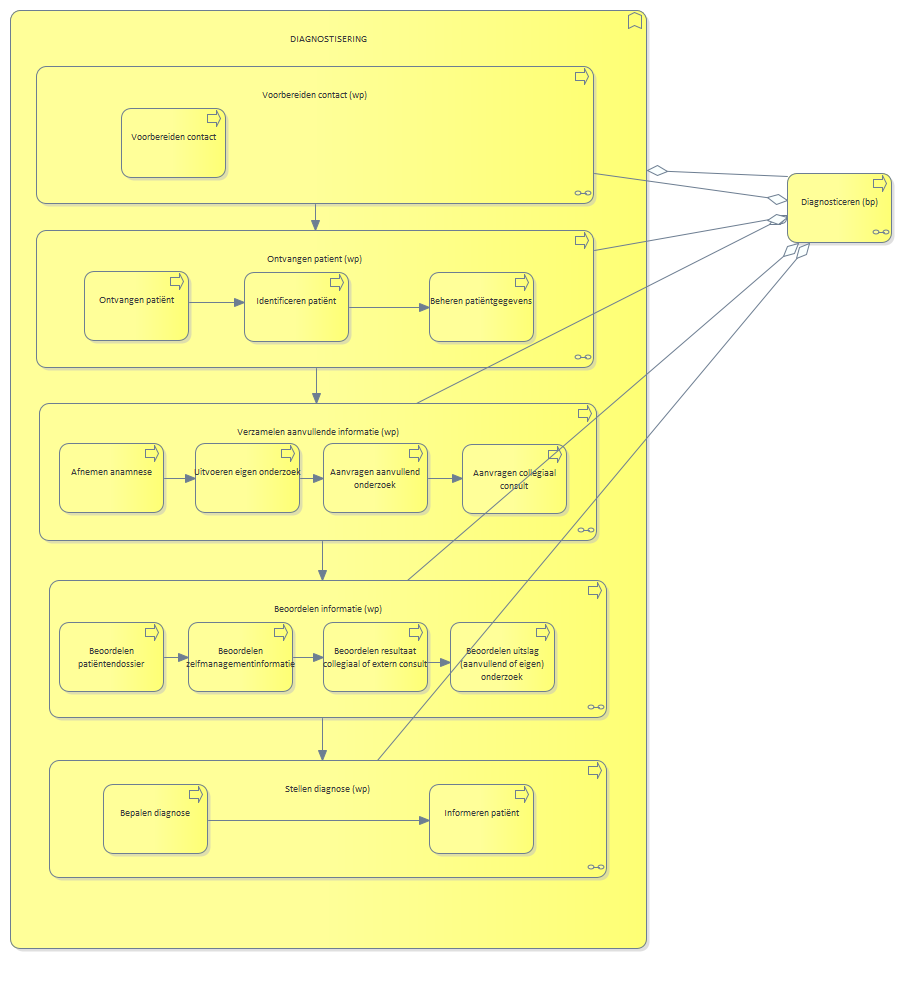 DIAGNOSTISERING
Voorbereiden contact (wp)
Voorbereiden contact
Diagnosticeren (bp)
Ontvangen patient (wp)
Ontvangen patiënt
Identificeren patiënt
Beheren patiëntgegevens
Verzamelen aanvullende informatie (wp)
Afnemen anamnese
Uitvoeren eigen onderzoek
Aanvragen aanvullend
onderzoek
Aanvragen collegiaal
consult
Beoordelen informatie (wp)
Beoordelen
patiëntendossier
Beoordelen
zelfmanagementinformatie
Beoordelen resultaat
collegiaal of extern consult
Beoordelen uitslag
(aanvullend of eigen)
onderzoek
Stellen diagnose (wp)
Bepalen diagnose
Informeren patiënt